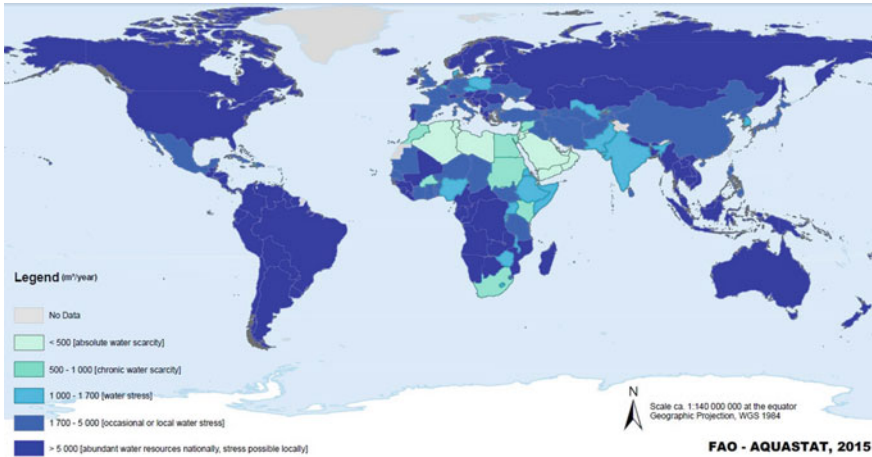 Legend (m³/year)
No Data
< 500 [absolute water scarcity]
500 - 1 000 [chronic water scarcity]
1 000 - 1 700 [water stress]
1 700 - 5 000 [occasional or local water stress]
> 5 000 [abundant water resources nationally, stress possible locally]
N
Scale ca. 1:140 000 000 at the equator
Geographic Projection, WGS 1984
FAO - AQUASTAT, 2015